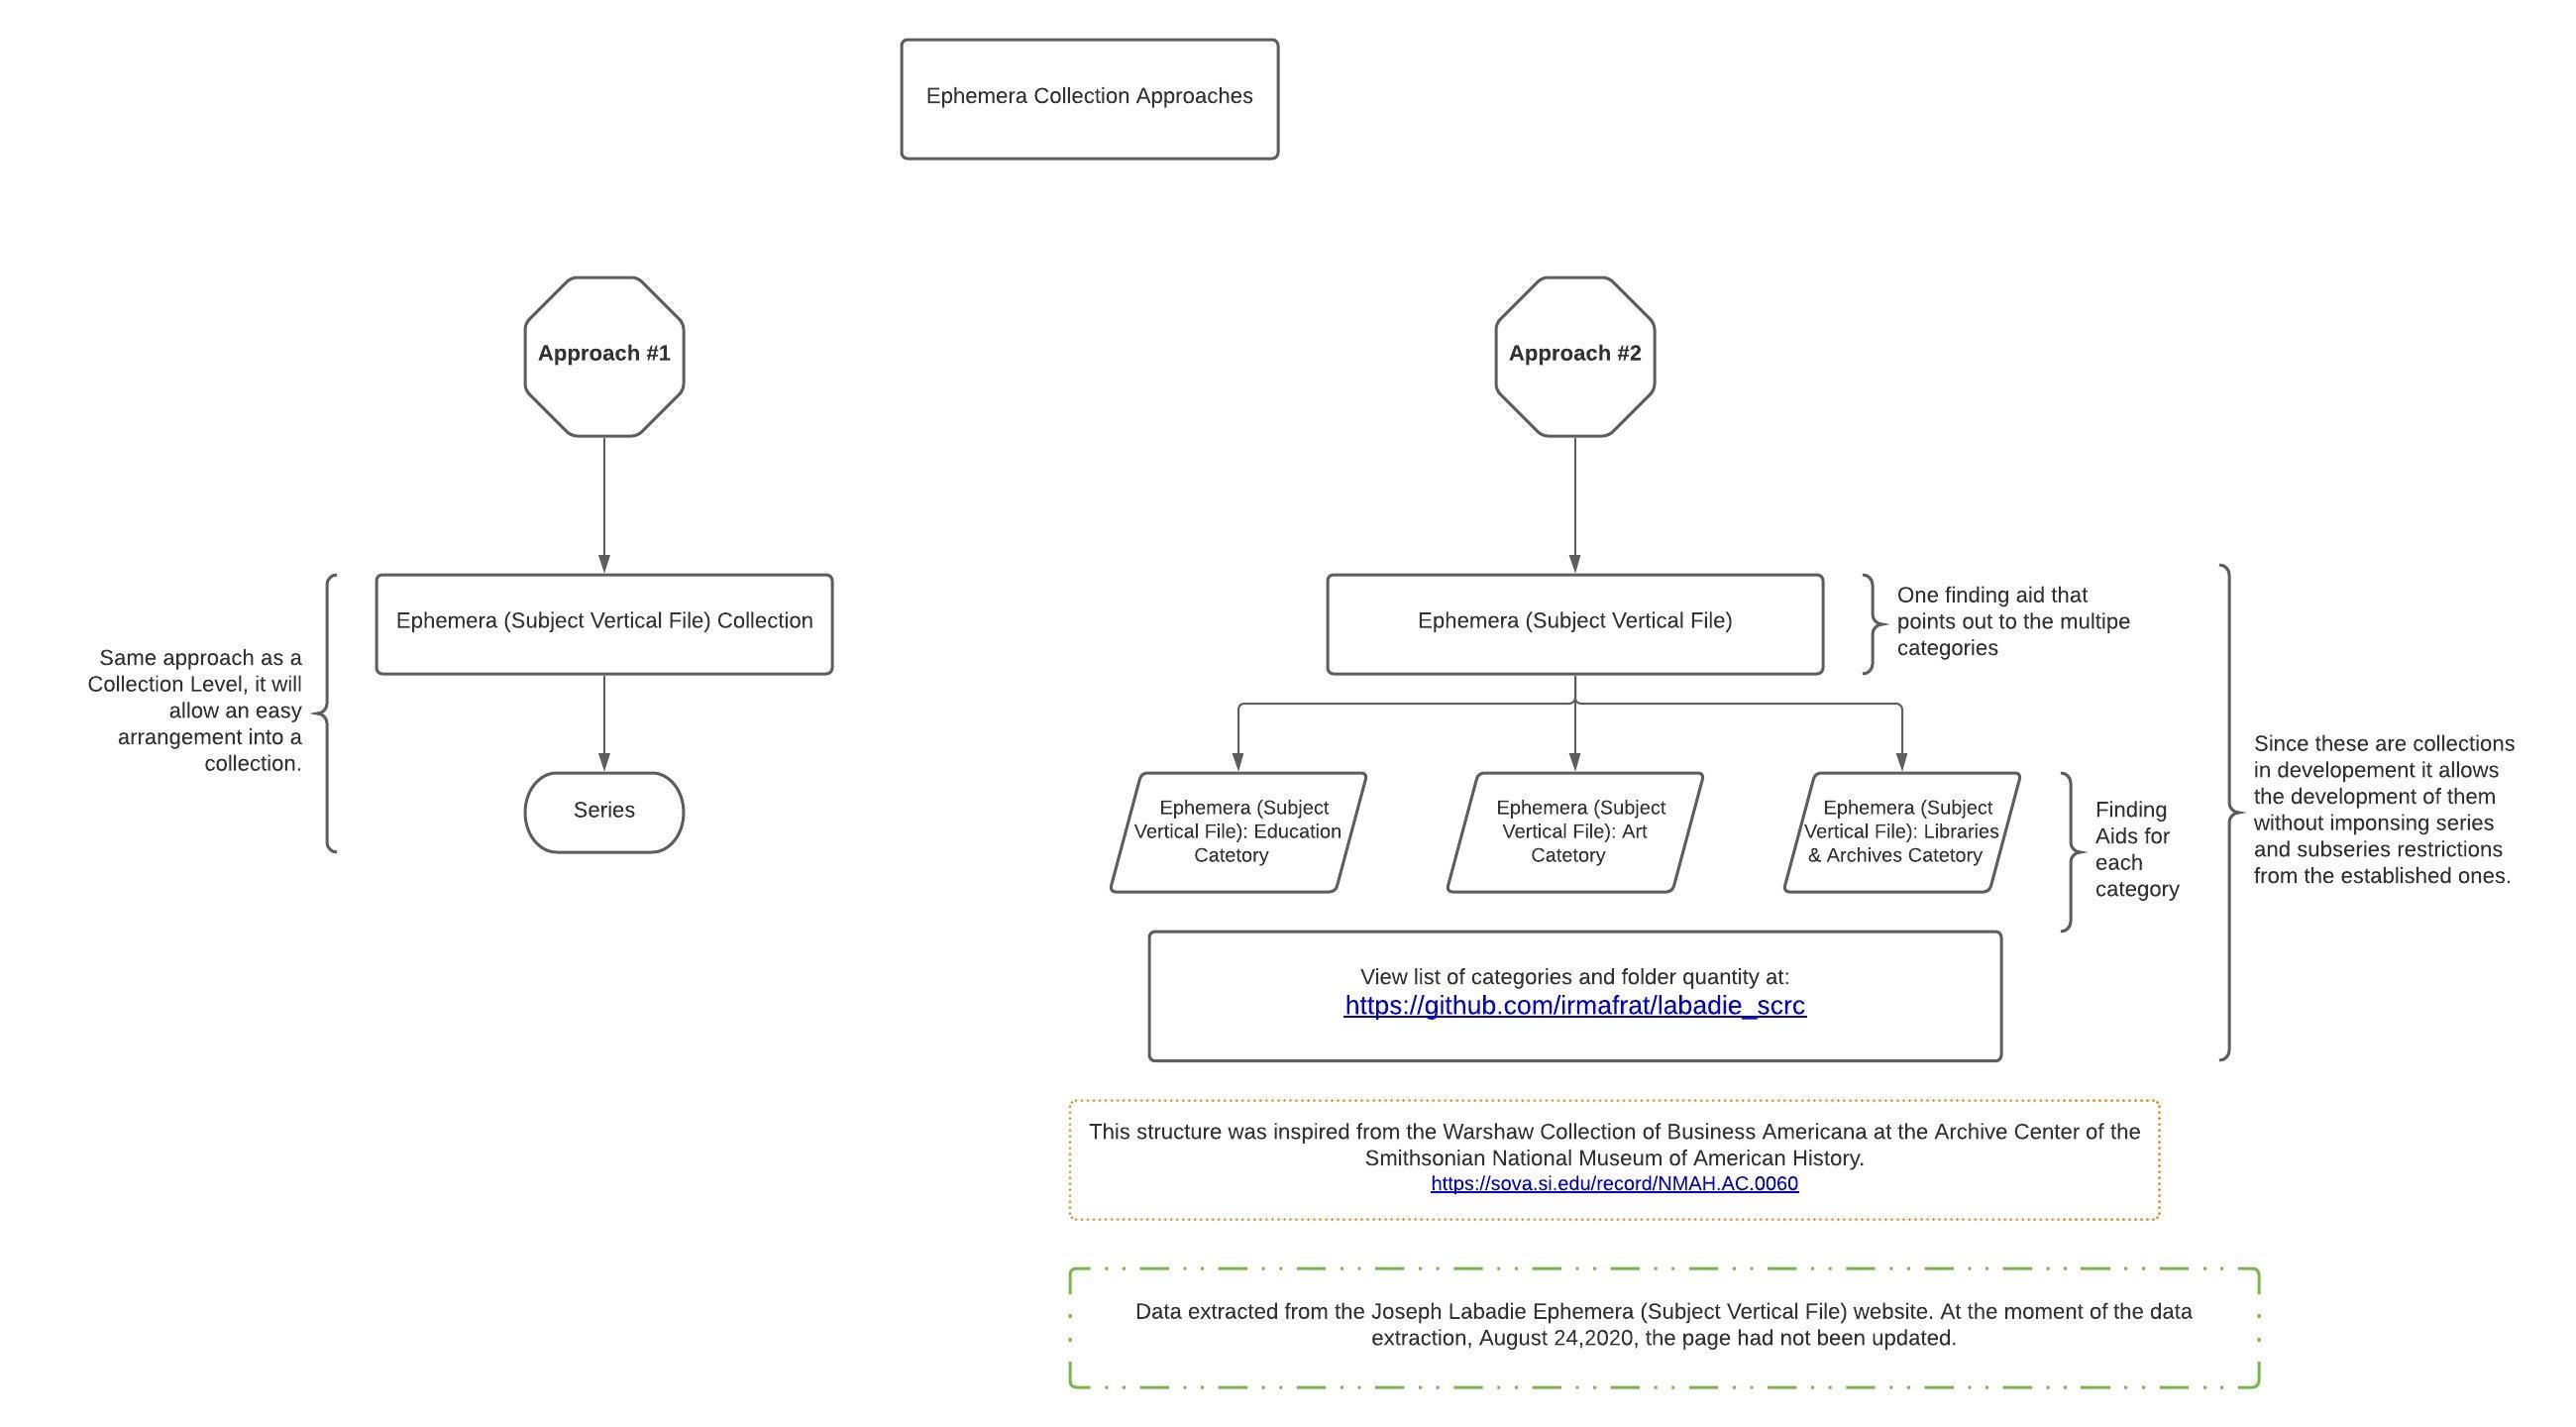 Ephemera Collection Approaches
Approach #1
Ephemera (Subject Vertical File) Collection
Same approach as a
Collection Level, it will
allow an easy
arrangement into a
collection.
Series
Approach #2
Ephemera (Subject Vertical File)
One finding aid that
points out to the multipe
categories
Ephemera (Subject
Vertical File): Education
Catetory
Ephemera (Subject
Vertical File): Art
Catetory
Ephemera (Subject
Vertical File): Libraries
& Archives Catetory
Finding
Aids for
each
category
Since these are collections
in developement it allows
the development of them
without imponsing series
and subseries restrictions
from the established ones.
View list of categories and folder quantity at:
https://github.com/irmafrat/labadie_scrc
This structure was inspired from the Warshaw Collection of Business Americana at the Archive Center of the
Smithsonian National Museum of American History.
https://sova.si.edu/record/NMAH.AC.0060
Data extracted from the Joseph Labadie Ephemera (Subject Vertical File) website. At the moment of the data
extraction, August 24,2020, the page had not been updated.